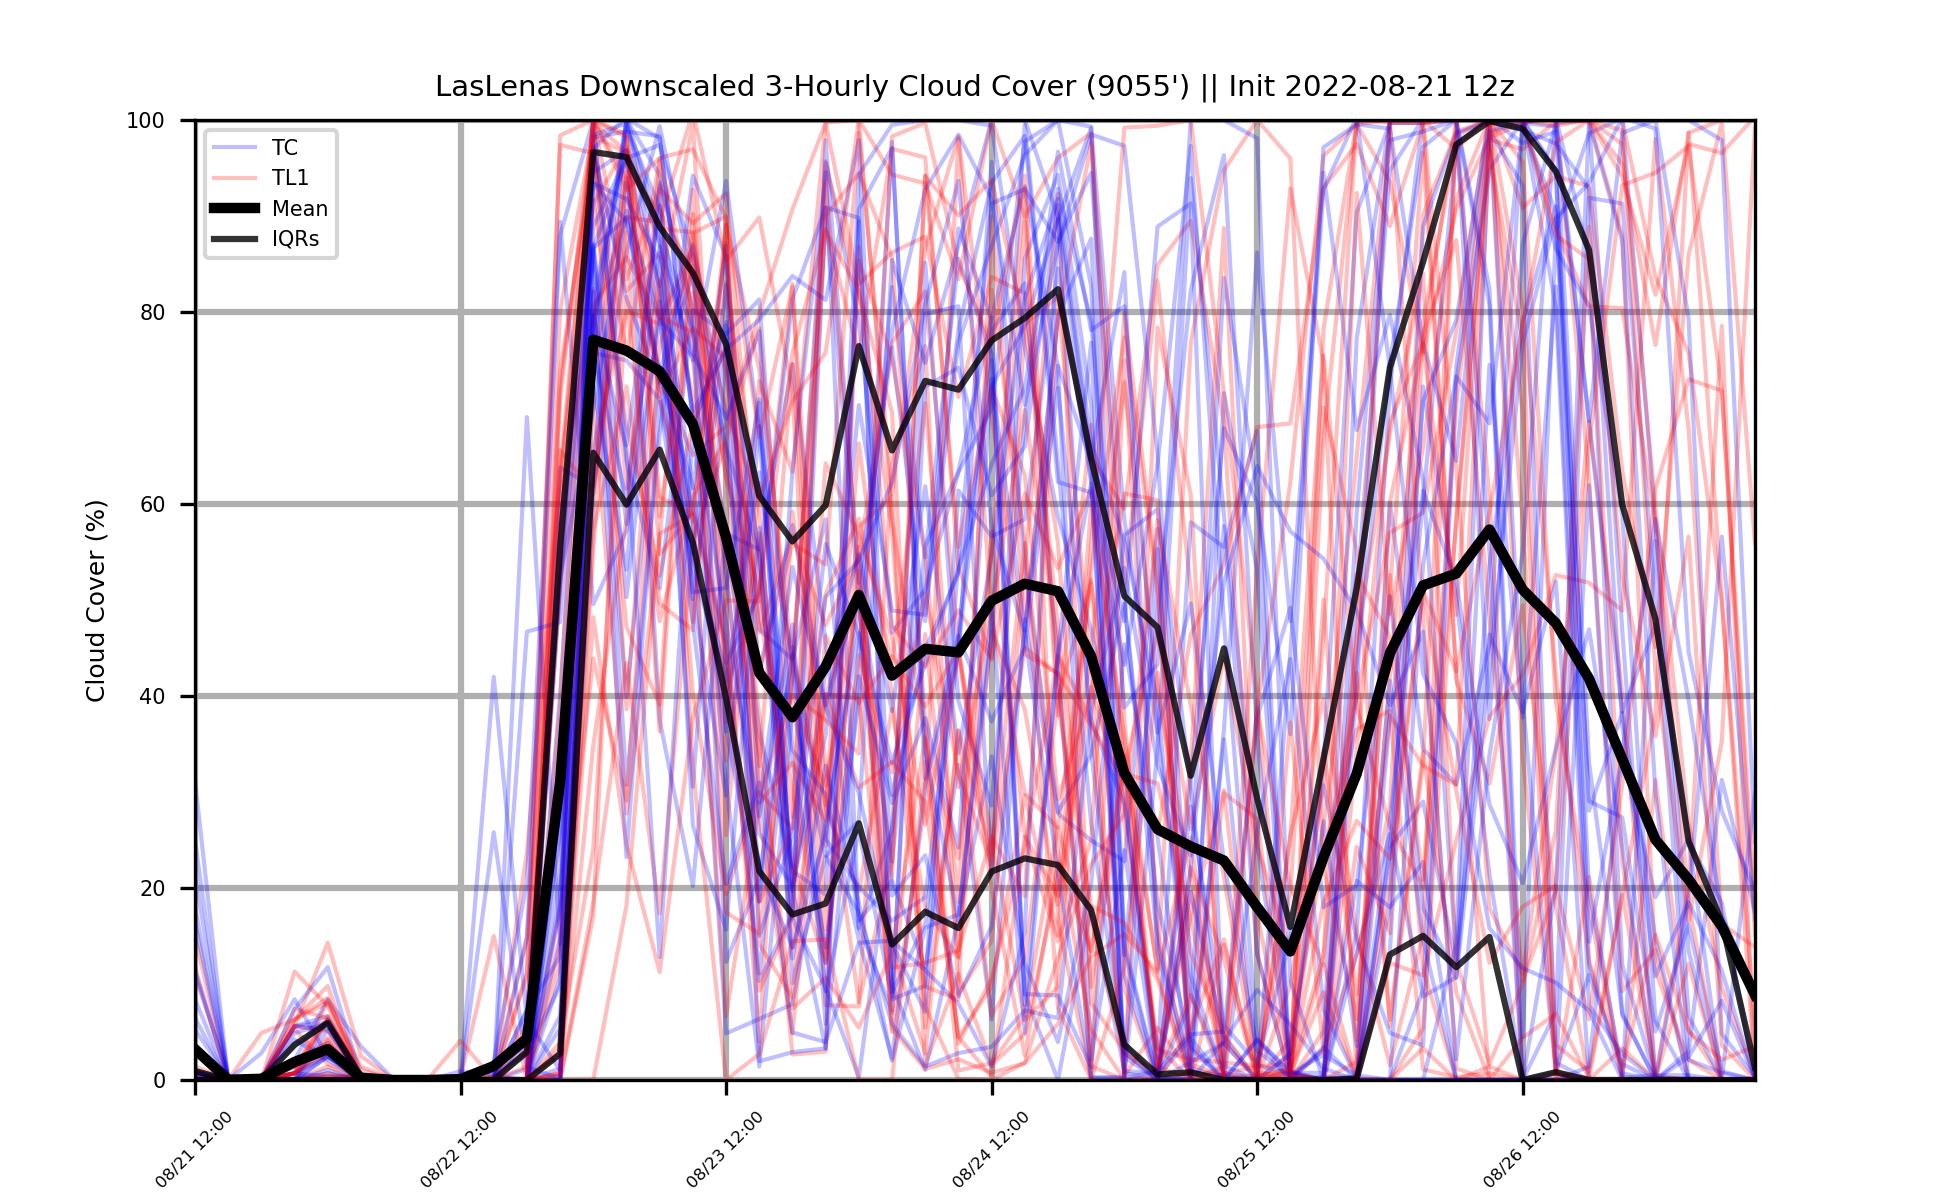 LasLenas Downscaled 3-Hourly Cloud Cover (9055') || Init 2022-08-21 12z
100
80
60
40
20
0
Cloud Cover (%)
TC
TL1
Mean
IQRs
08/21 12:00
08/22 12:00
08/23 12:00
08/24 12:00
08/25 12:00
08/26 12:00